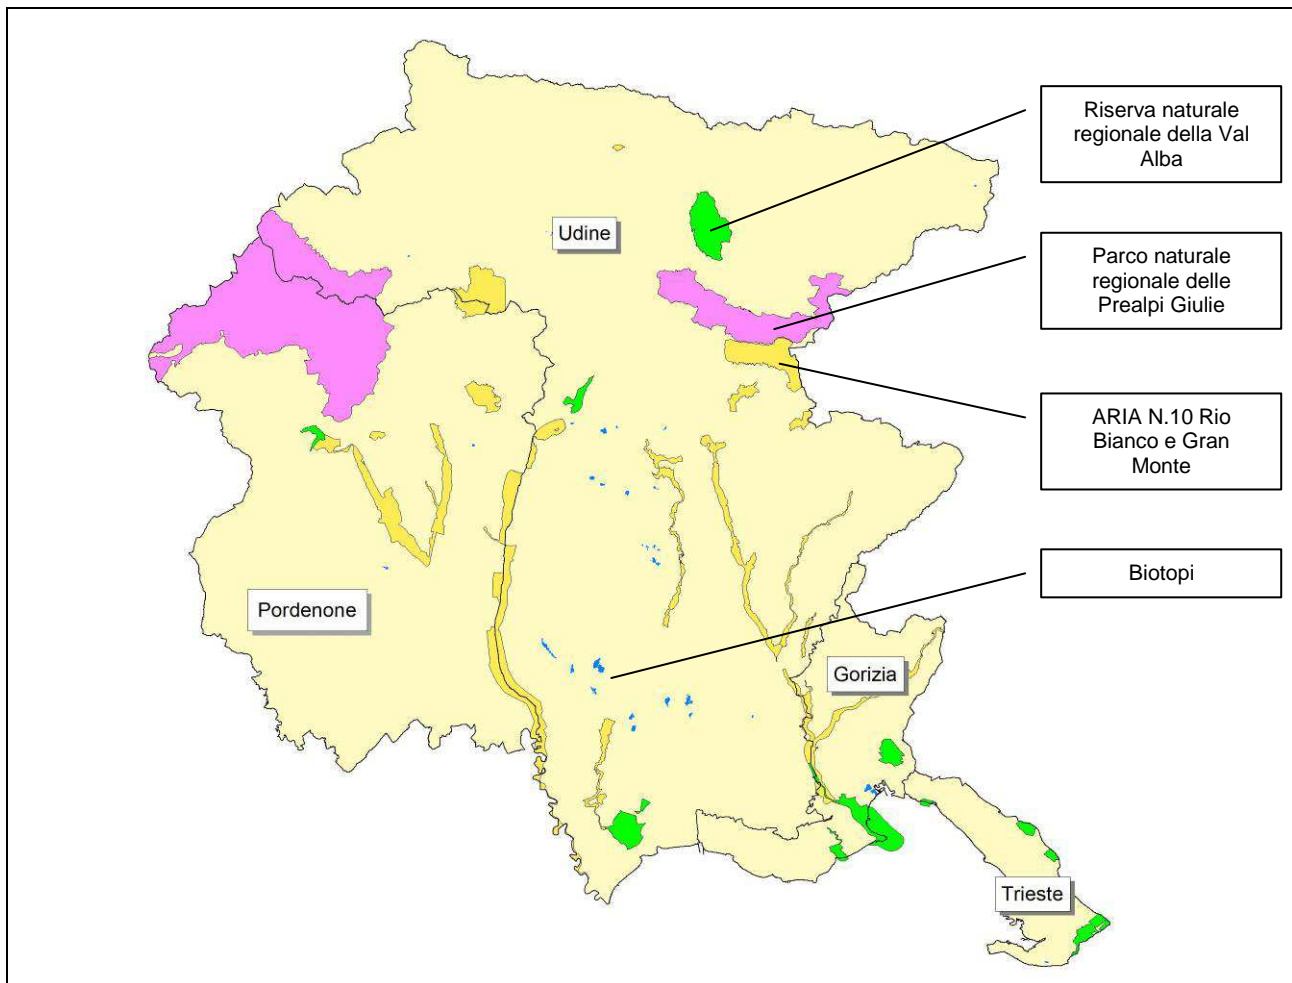 Riserva naturale
regionale della Val
Alba
Udine
Parco naturale
regionale delle
Prealpi Giulie
ARIA N.10 Rio
Bianco e Gran
Monte
Biotopi
Pordenone
Gorizia
Trieste